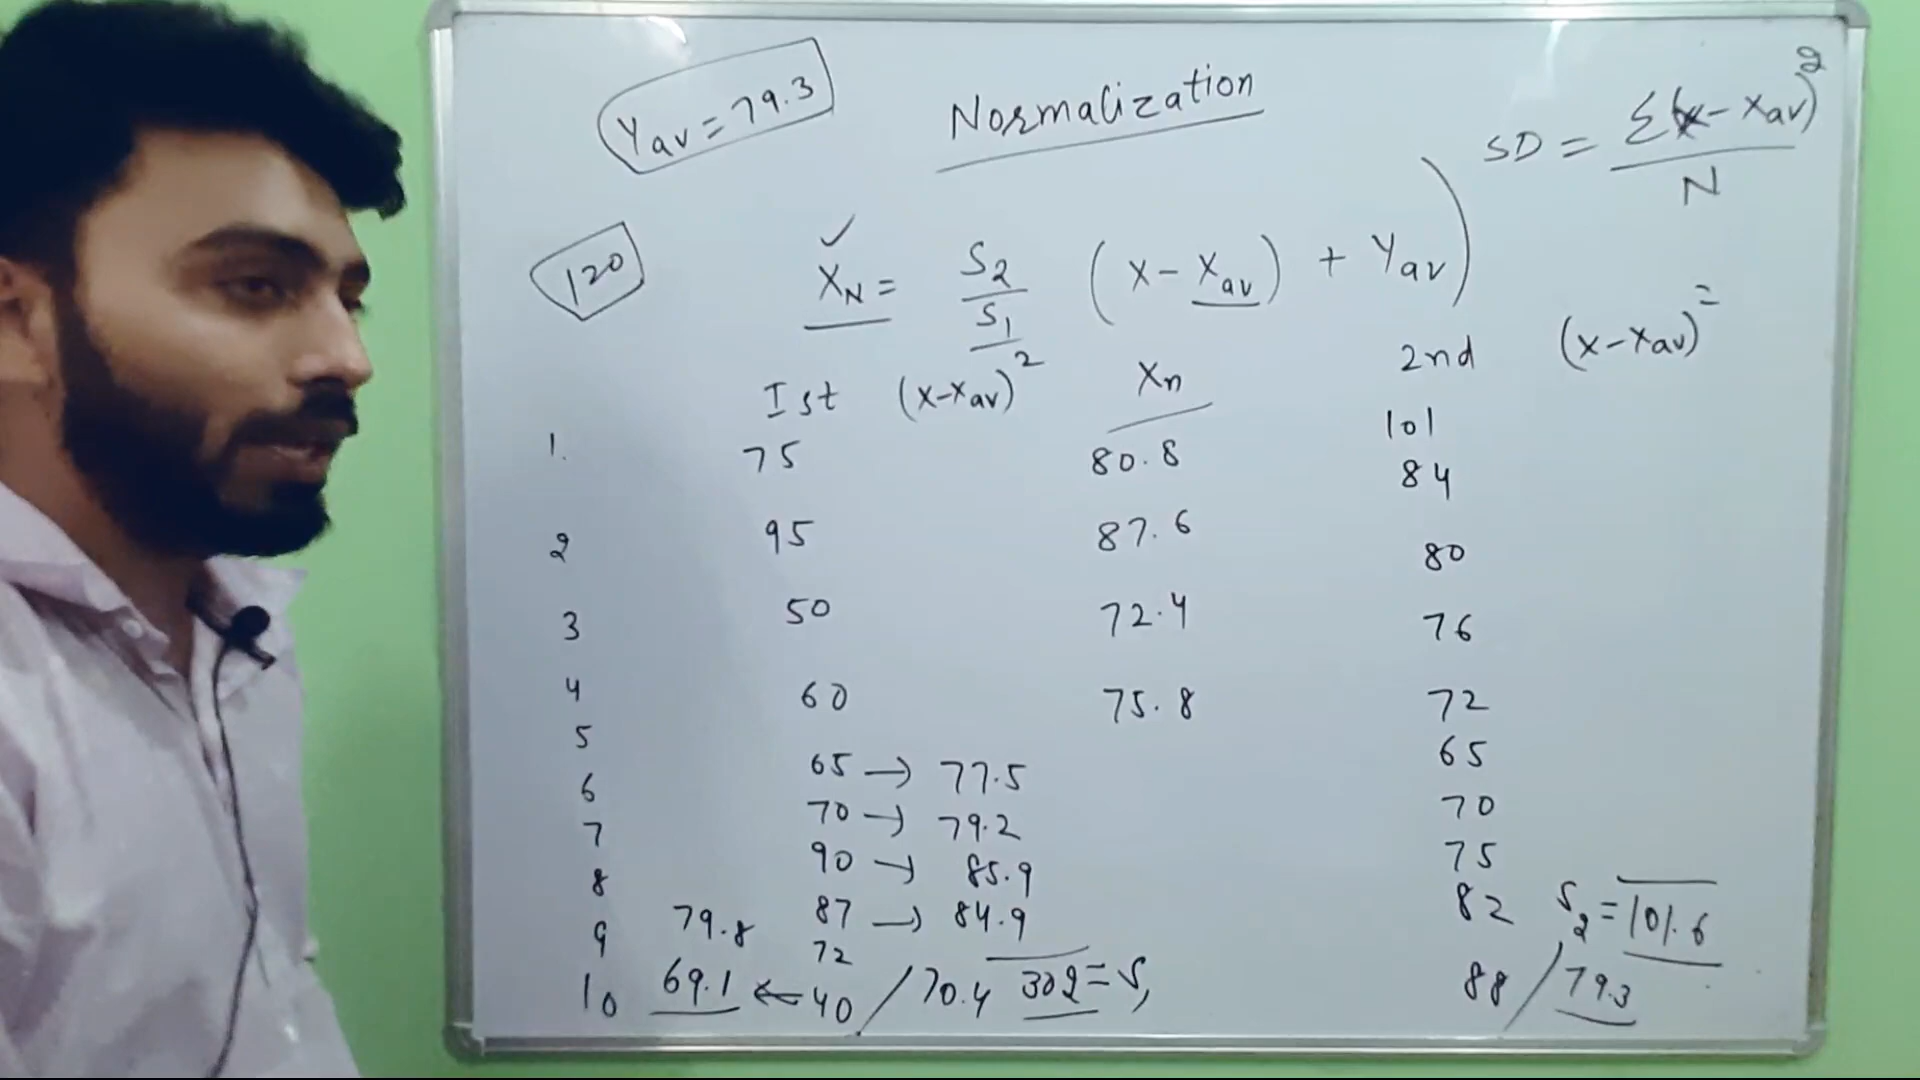 Yav = 79.3
Normalization
SD = Σ(x - xav)² / N
120
✓
XN = S2/S1 (x - xav) + Yav)
Ist (x-xav)² Xn 2nd (x-xav)²
101
1. 75 80.8 84
2 95 87.6 80
3 50 72.4 76
4 60 75.8 72
5 65 → 77.5 65
6 70 → 79.2 70
7 90 → 85.9 75
8 87 → 84.9 82 S2 = 101.6
9 79.8 72
10 69.1 ← 40 / 70.4 302 = S1 88 / 79.3